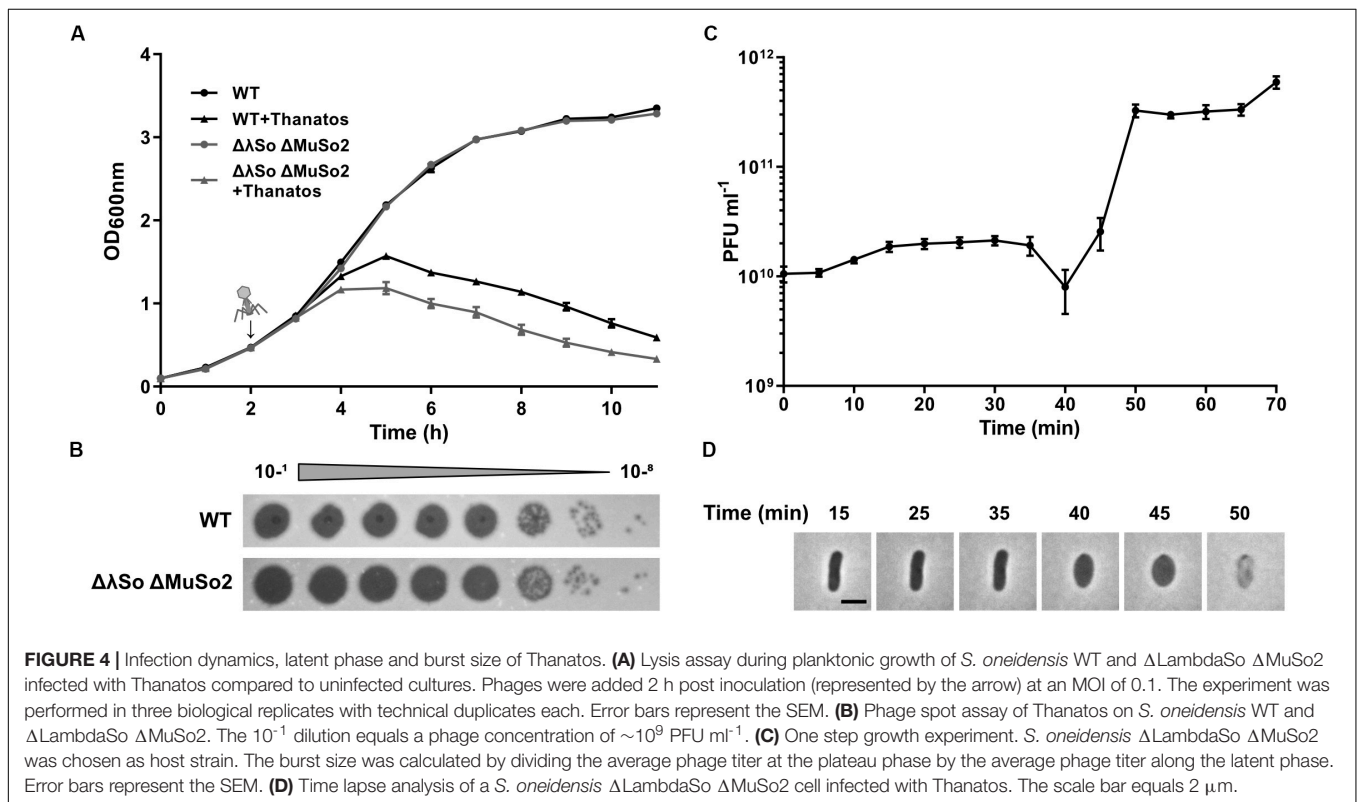 A
4
3
2
1
0
OD600nm
WT
WT+Thanatos
ΔλSo ΔMuSo2
ΔλSo ΔMuSo2
+Thanatos
0 2 4 6 8 10
Time (h)
B
10-¹ 10-⁸
WT
ΔλSo ΔMuSo2
C
10¹²
10¹¹
10¹⁰
10⁹
PFU ml⁻¹
0 10 20 30 40 50 60 70
Time (min)
D
Time (min) 15 25 35 40 45 50
FIGURE 4 | Infection dynamics, latent phase and burst size of Thanatos. (A) Lysis assay during planktonic growth of S. oneidensis WT and ΔLambdaSo ΔMuSo2
infected with Thanatos compared to uninfected cultures. Phages were added 2 h post inoculation (represented by the arrow) at an MOI of 0.1. The experiment was
performed in three biological replicates with technical duplicates each. Error bars represent the SEM. (B) Phage spot assay of Thanatos on S. oneidensis WT and
ΔLambdaSo ΔMuSo2. The 10⁻¹ dilution equals a phage concentration of ~10⁹ PFU ml⁻¹. (C) One step growth experiment. S. oneidensis ΔLambdaSo ΔMuSo2
was chosen as host strain. The burst size was calculated by dividing the average phage titer at the plateau phase by the average phage titer along the latent phase.
Error bars represent the SEM. (D) Time lapse analysis of a S. oneidensis ΔLambdaSo ΔMuSo2 cell infected with Thanatos. The scale bar equals 2 μm.